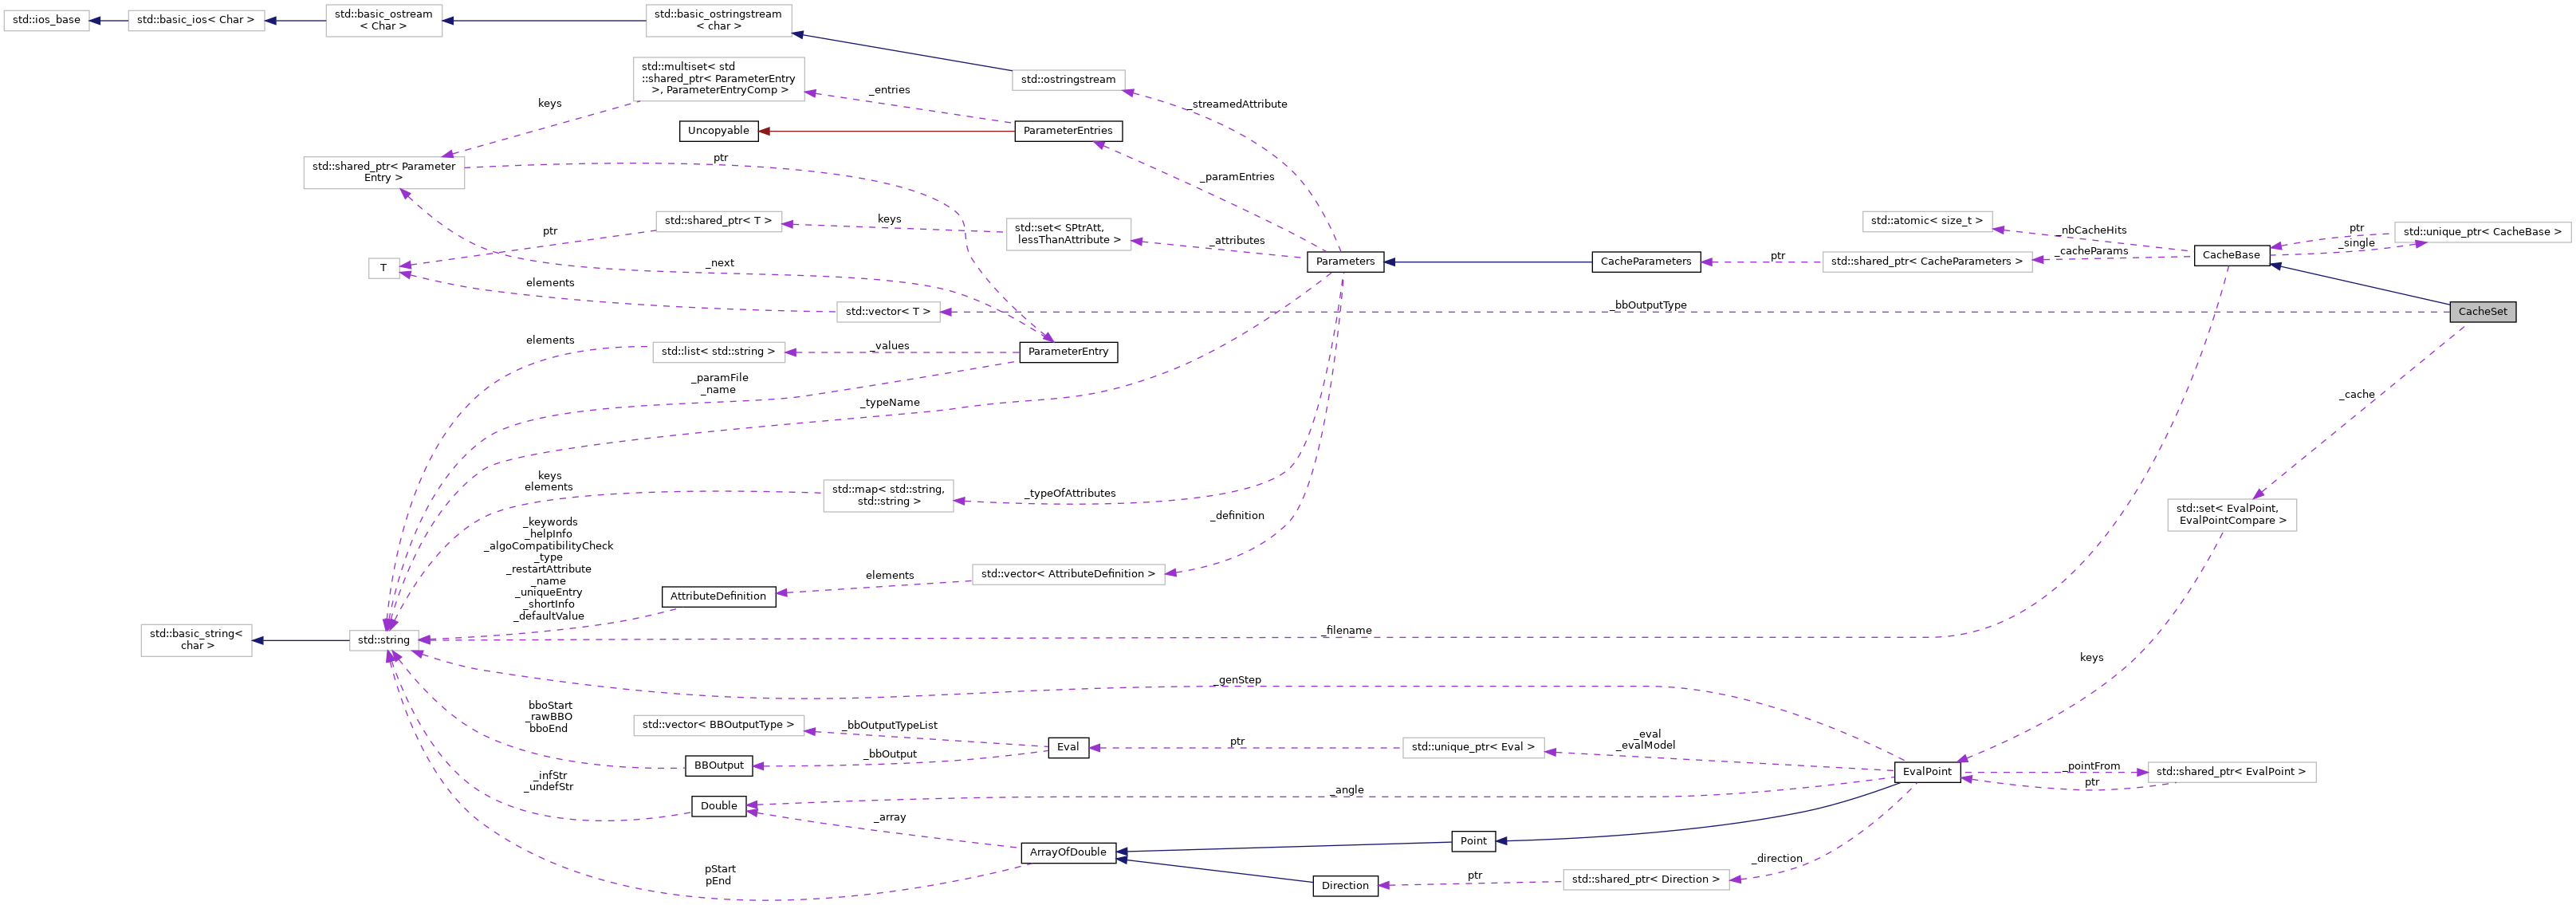 std::ios_base
std::basic_ios< Char >
std::basic_ostream
< Char >
std::basic_ostringstream
< char >
std::ostringstream
std::multiset< std
::shared_ptr< ParameterEntry
>, ParameterEntryComp >
_entries
keys
_streamedAttribute
Uncopyable
ParameterEntries
std::shared_ptr< Parameter
Entry >
ptr
_paramEntries
std::shared_ptr< T >
keys
std::set< SPtrAtt,
lessThanAttribute >
_attributes
ptr
T
_next
elements
std::vector< T >
Parameters
CacheParameters
ptr
std::shared_ptr< CacheParameters >
std::atomic< size_t >
_nbCacheHits
_cacheParams
CacheBase
ptr
_single
std::unique_ptr< CacheBase >
_bbOutputType
CacheSet
elements
std::list< std::string >
_values
ParameterEntry
_paramFile
_name
_typeName
_cache
keys
elements
std::map< std::string,
std::string >
_typeOfAttributes
_definition
std::set< EvalPoint,
EvalPointCompare >
_keywords
_helpInfo
_algoCompatibilityCheck
_type
_restartAttribute
_name
_uniqueEntry
_shortInfo
_defaultValue
AttributeDefinition
elements
std::vector< AttributeDefinition >
std::basic_string<
char >
std::string
_filename
keys
_genStep
bboStart
_rawBBO
bboEnd
std::vector< BBOutputType >
_bbOutputTypeList
_bbOutput
BBOutput
Eval
ptr
std::unique_ptr< Eval >
_eval
_evalModel
EvalPoint
_pointFrom
ptr
std::shared_ptr< EvalPoint >
_infStr
_undefStr
Double
_angle
_array
ArrayOfDouble
Point
pStart
pEnd
Direction
ptr
std::shared_ptr< Direction >
_direction